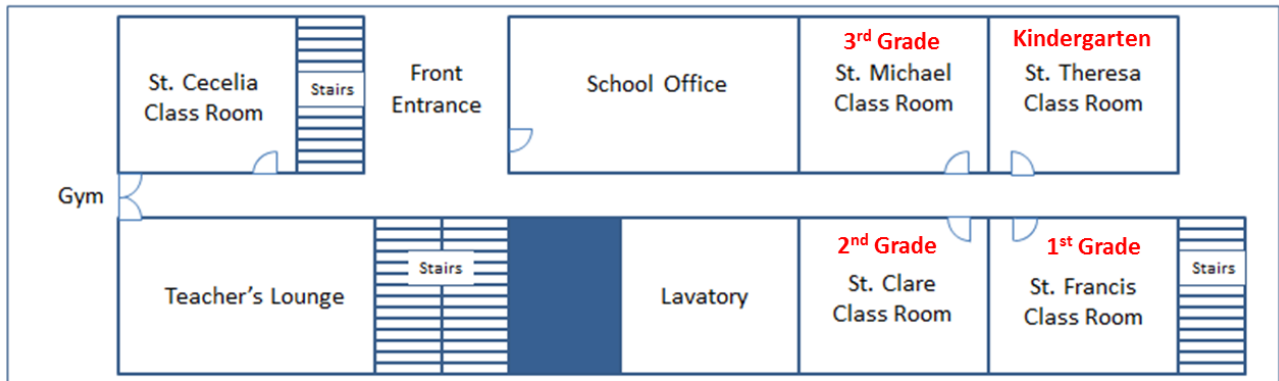 St. Cecelia
Class Room
Stairs
Front
Entrance
School Office
3rd Grade
St. Michael
Class Room
Kindergarten
St. Theresa
Class Room
Gym
Teacher's Lounge
Stairs
Lavatory
2nd Grade
St. Clare
Class Room
1st Grade
St. Francis
Class Room
Stairs